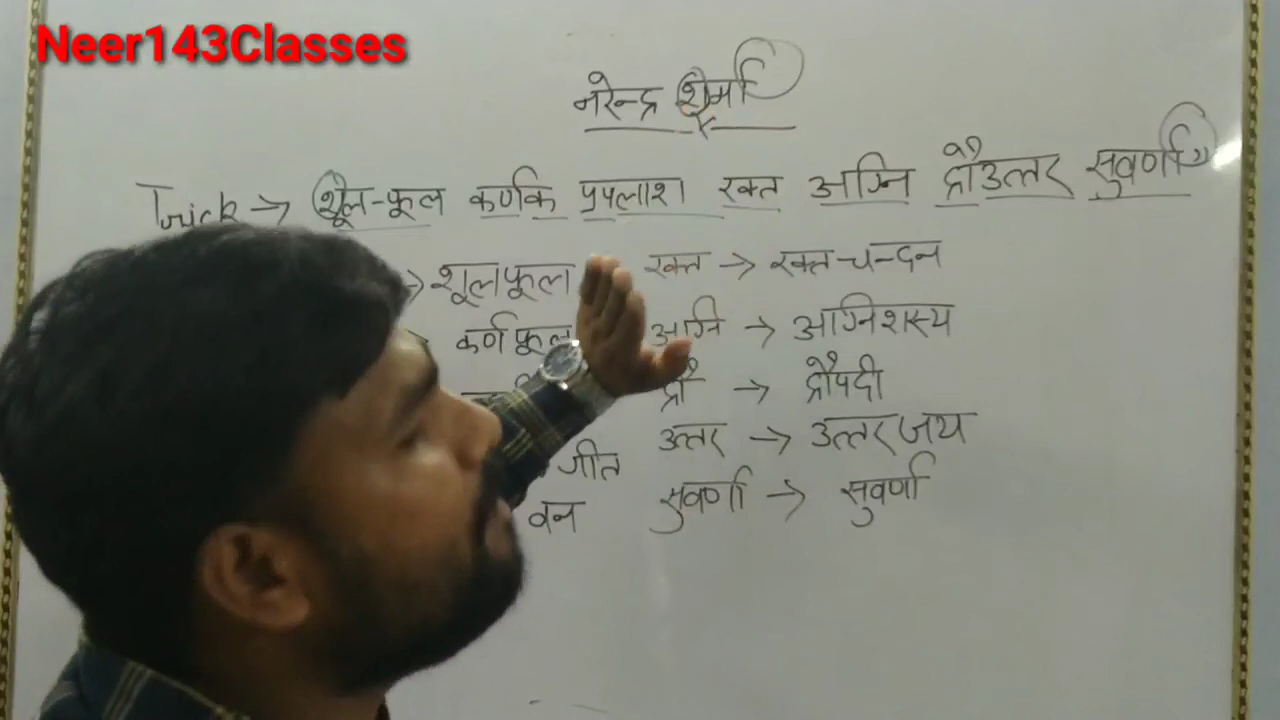 Neer143Classes
नरेन्द्र शर्मा
Trick → शूल-फूल कर्णक प्रपलाश रक्त अग्नि द्रौउत्तर सुवर्णा
→ शूलफूल रक्त → रक्तचन्दन
कर्णफूल अग्नि → अग्निशस्य
द्रौ → द्रौपदी
उत्तर → उत्तरजय
गीत
सुवर्णा → सुवर्णा
वन